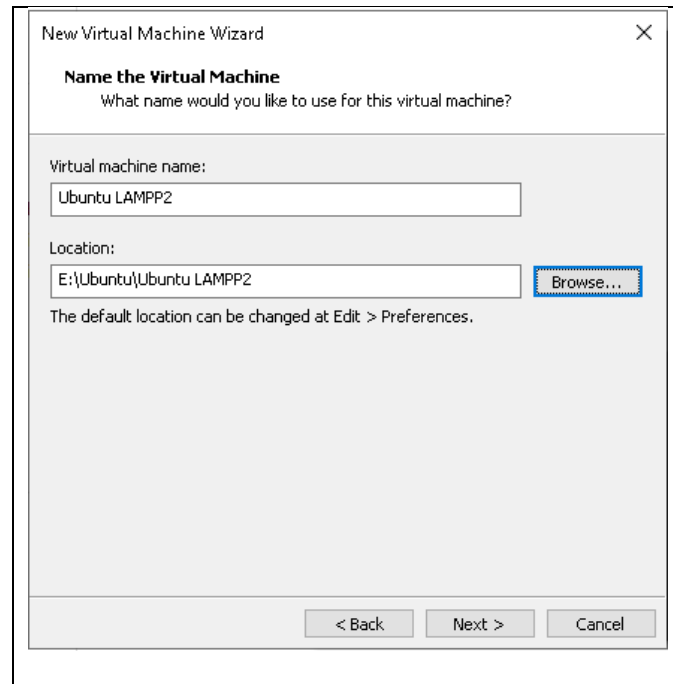 New Virtual Machine Wizard
Name the Virtual Machine
What name would you like to use for this virtual machine?
Virtual machine name:
Ubuntu LAMPP2
Location:
E:\Ubuntu\Ubuntu LAMPP2
Browse...
The default location can be changed at Edit > Preferences.
< Back
Next >
Cancel